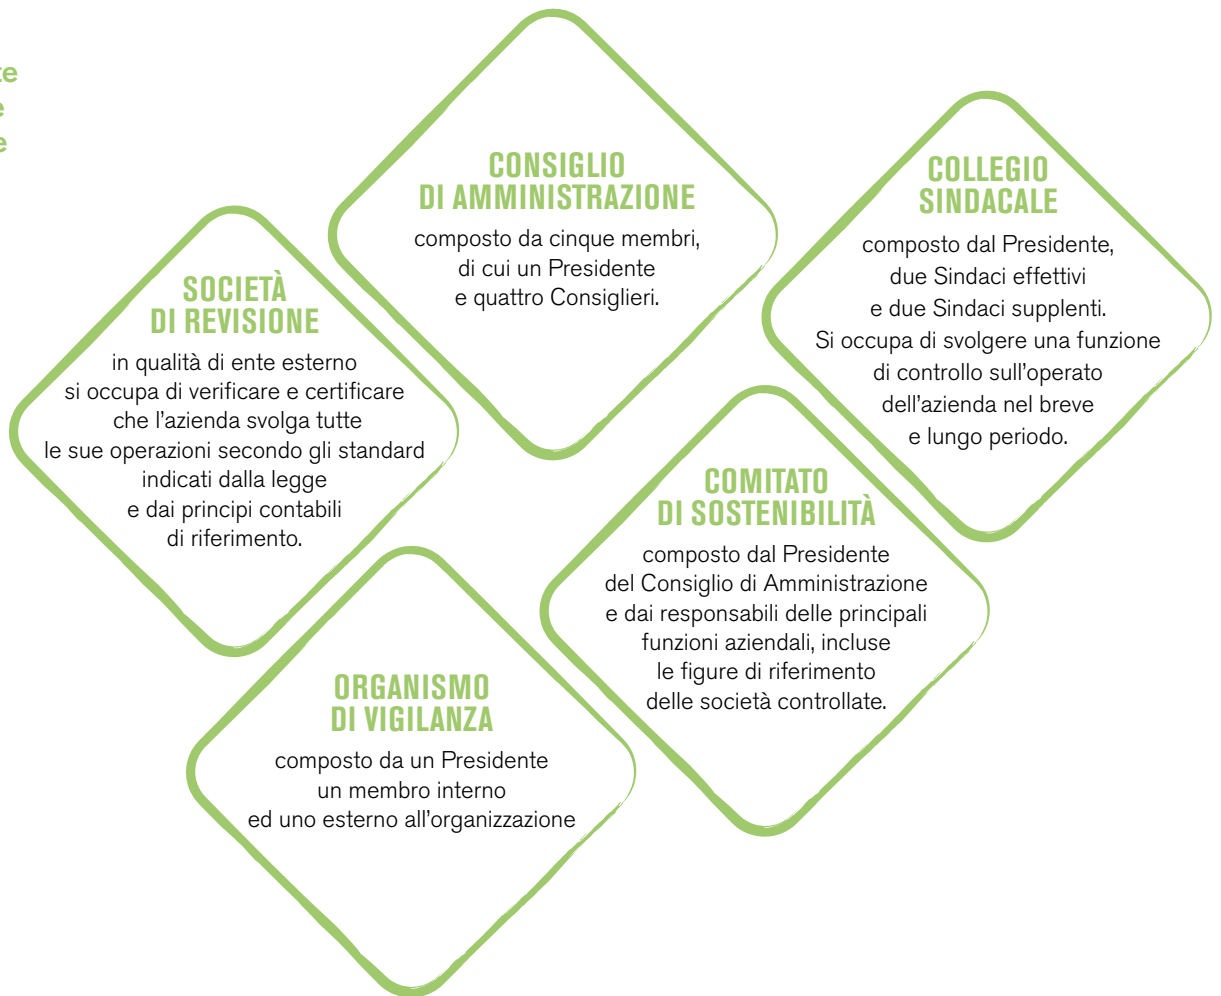 CONSIGLIO
DI AMMINISTRAZIONE
composto da cinque membri,
di cui un Presidente
e quattro Consiglieri.
COLLEGIO
SINDACALE
composto dal Presidente,
due Sindaci effettivi
e due Sindaci supplenti.
Si occupa di svolgere una funzione
di controllo sull'operato
dell'azienda nel breve
e lungo periodo.
SOCIETÀ
DI REVISIONE
in qualità di ente esterno
si occupa di verificare e certificare
che l'azienda svolga tutte
le sue operazioni secondo gli standard
indicati dalla legge
e dai principi contabili
di riferimento.
COMITATO
DI SOSTENIBILITÀ
composto dal Presidente
del Consiglio di Amministrazione
e dai responsabili delle principali
funzioni aziendali, incluse
le figure di riferimento
delle società controllate.
ORGANISMO
DI VIGILANZA
composto da un Presidente
un membro interno
ed uno esterno all'organizzazione